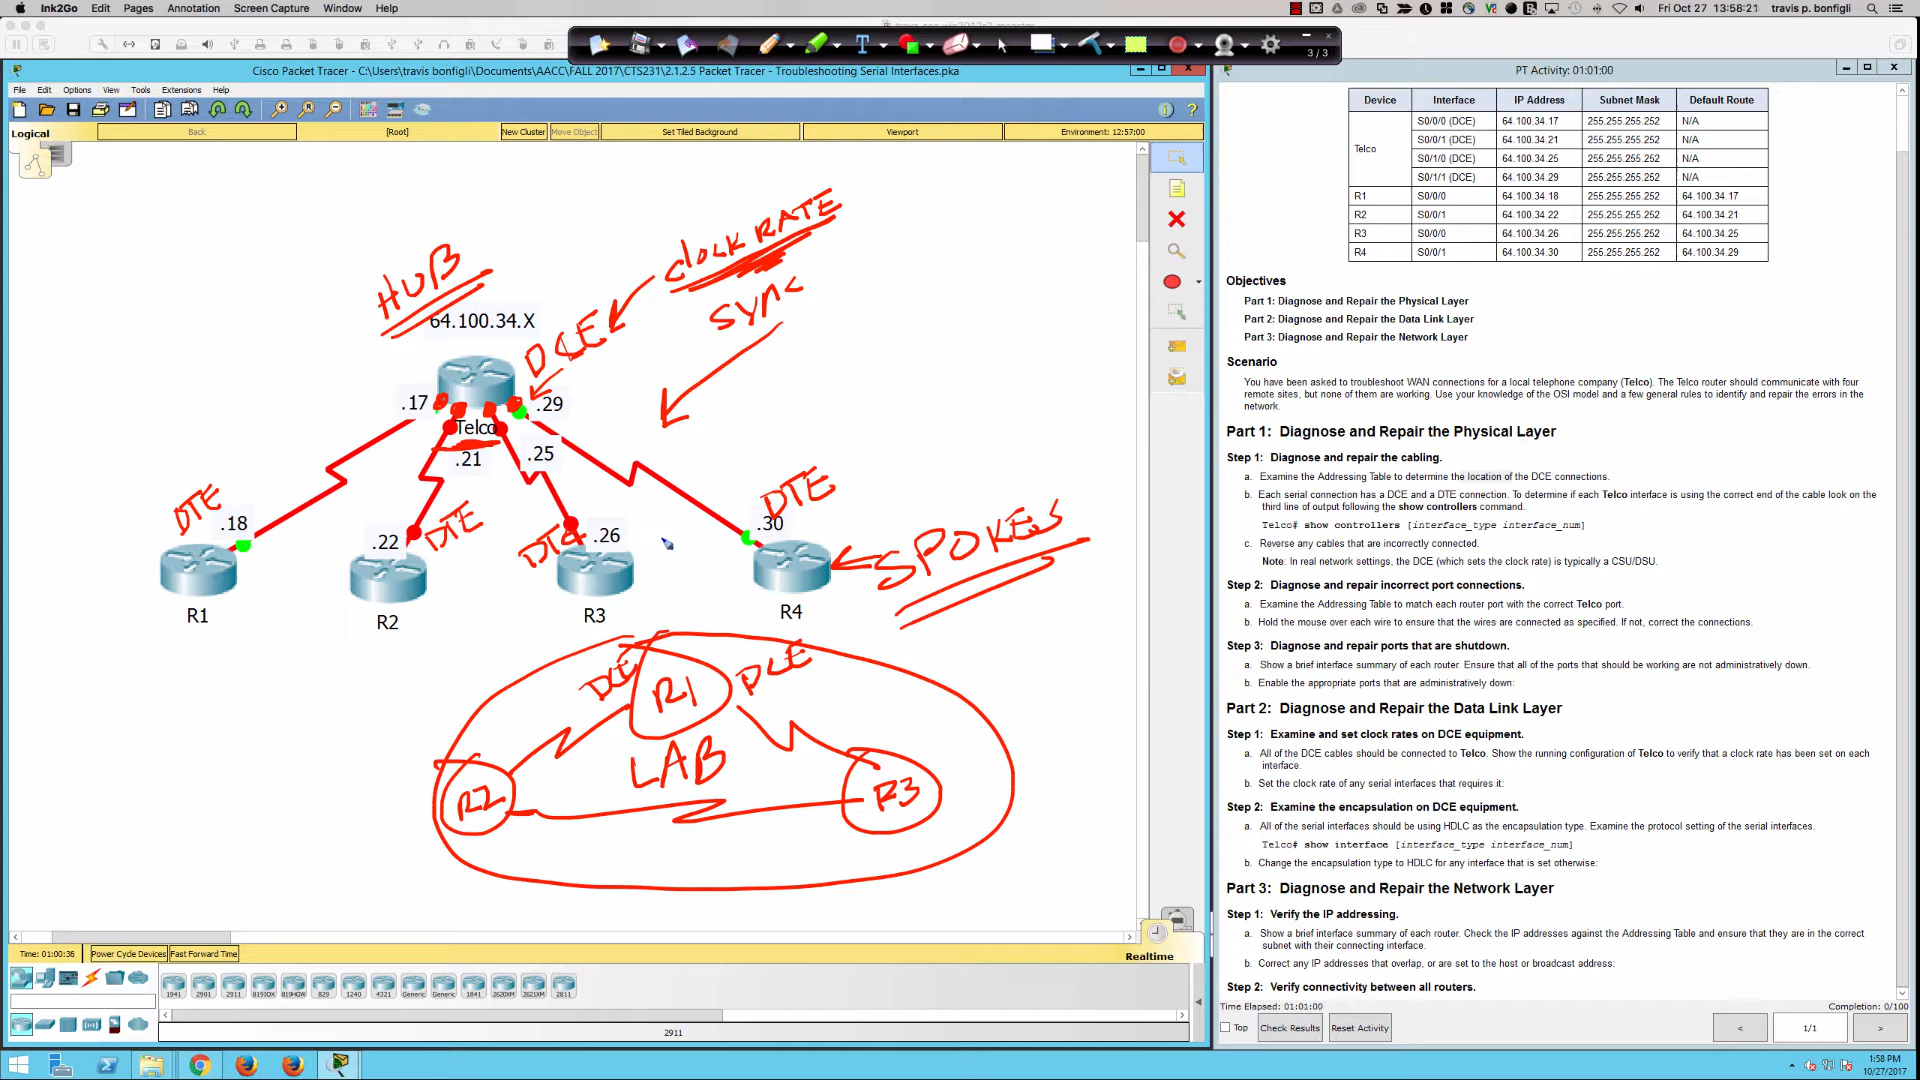 Ink2Go Edit Pages Annotation Screen Capture Window Help
Fri Oct 27 13:58:21 travis p. bonfigli
3 / 3
Cisco Packet Tracer - C:\Users\travis bonfigli\Documents\AACC\FALL 2017\CTS231\2.1.2.5 Packet Tracer - Troubleshooting Serial Interfaces.pka
File Edit Options View Tools Extensions Help
Logical Back [Root] New Cluster Move Object Set Tiled Background Viewport Environment: 12:57:00
HUB
clock RATE
SYNC
64.100.34.X
DCE
.17
.29
Telco
.21
.25
DTE
.18
.22
DTE
DTE
.26
DTE
.30
SPOKES
R1
R2
R3
R4
DCE
R1
DCE
LAB
R2
R3
Time: 01:00:36 Power Cycle Devices Fast Forward Time
Realtime
1941 2901 2911 819IOX 819HGW 829 1240 4321 Generic Generic 1841 2620XM 2621XM 2811
2911
PT Activity: 01:01:00
Device Interface IP Address Subnet Mask Default Route
Telco
S0/0/0 (DCE) 64.100.34.17 255.255.255.252 N/A
S0/0/1 (DCE) 64.100.34.21 255.255.255.252 N/A
S0/1/0 (DCE) 64.100.34.25 255.255.255.252 N/A
S0/1/1 (DCE) 64.100.34.29 255.255.255.252 N/A
R1 S0/0/0 64.100.34.18 255.255.255.252 64.100.34.17
R2 S0/0/1 64.100.34.22 255.255.255.252 64.100.34.21
R3 S0/0/0 64.100.34.26 255.255.255.252 64.100.34.25
R4 S0/0/1 64.100.34.30 255.255.255.252 64.100.34.29
Objectives
Part 1: Diagnose and Repair the Physical Layer
Part 2: Diagnose and Repair the Data Link Layer
Part 3: Diagnose and Repair the Network Layer
Scenario
You have been asked to troubleshoot WAN connections for a local telephone company (Telco). The Telco router should communicate with four
remote sites, but none of them are working. Use your knowledge of the OSI model and a few general rules to identify and repair the errors in the
network.
Part 1: Diagnose and Repair the Physical Layer
Step 1: Diagnose and repair the cabling.
a. Examine the Addressing Table to determine the location of the DCE connections.
b. Each serial connection has a DCE and a DTE connection. To determine if each Telco interface is using the correct end of the cable look on the
third line of output following the show controllers command.
Telco# show controllers [interface_type interface_num]
c. Reverse any cables that are incorrectly connected.
Note: In real network settings, the DCE (which sets the clock rate) is typically a CSU/DSU.
Step 2: Diagnose and repair incorrect port connections.
a. Examine the Addressing Table to match each router port with the correct Telco port.
b. Hold the mouse over each wire to ensure that the wires are connected as specified. If not, correct the connections.
Step 3: Diagnose and repair ports that are shutdown.
a. Show a brief interface summary of each router. Ensure that all of the ports that should be working are not administratively down.
b. Enable the appropriate ports that are administratively down:
Part 2: Diagnose and Repair the Data Link Layer
Step 1: Examine and set clock rates on DCE equipment.
a. All of the DCE cables should be connected to Telco. Show the running configuration of Telco to verify that a clock rate has been set on each
interface.
b. Set the clock rate of any serial interfaces that requires it:
Step 2: Examine the encapsulation on DCE equipment.
a. All of the serial interfaces should be using HDLC as the encapsulation type. Examine the protocol setting of the serial interfaces.
Telco# show interface [interface_type interface_num]
b. Change the encapsulation type to HDLC for any interface that is set otherwise:
Part 3: Diagnose and Repair the Network Layer
Step 1: Verify the IP addressing.
a. Show a brief interface summary of each router. Check the IP addresses against the Addressing Table and ensure that they are in the correct
subnet with their connecting interface.
b. Correct any IP addresses that overlap, or are set to the host or broadcast address:
Step 2: Verify connectivity between all routers.
Time Elapsed: 01:01:00 Completion: 0/100
Top Check Results Reset Activity < 1/1 >
1:58 PM
10/27/2017